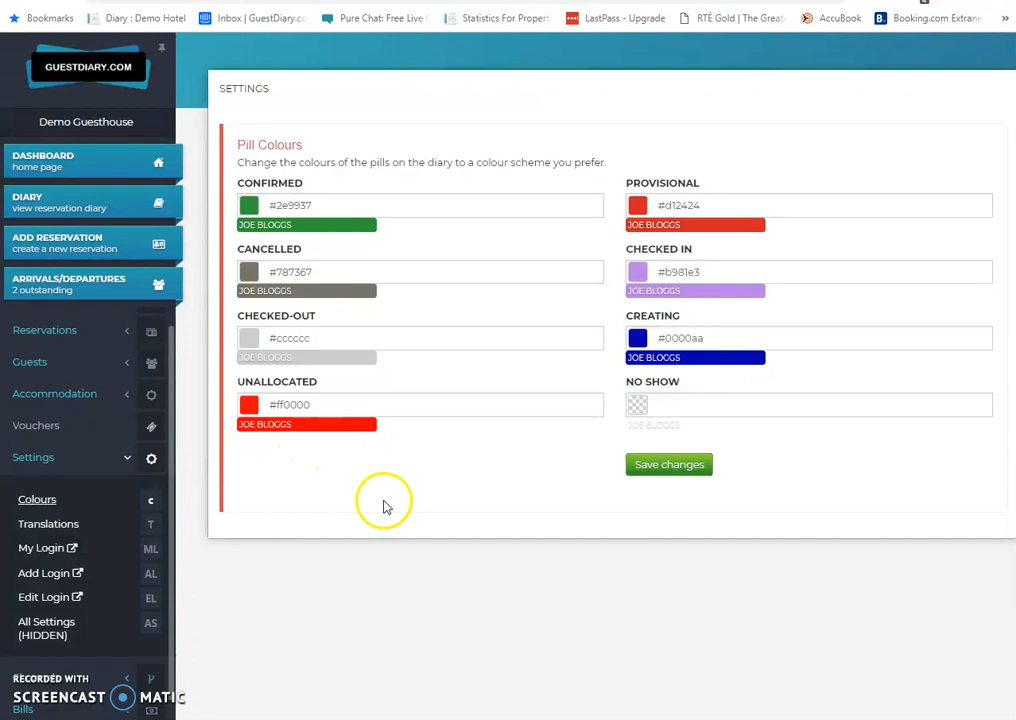 Bookmarks Diary : Demo Hotel Inbox | GuestDiary.co Pure Chat: Free Live C Statistics For Properti LastPass - Upgrade RTÉ Gold | The Great AccuBook Booking.com Extrane »
GUESTDIARY.COM
Demo Guesthouse
DASHBOARD
home page
DIARY
view reservation diary
ADD RESERVATION
create a new reservation
ARRIVALS/DEPARTURES
2 outstanding
Reservations
Guests
Accommodation
Vouchers
Settings
Colours C
Translations T
My Login ML
Add Login AL
Edit Login EL
All Settings AS
(HIDDEN)
RECORDED WITH
SCREENCAST MATIC
Bills
SETTINGS
Pill Colours
Change the colours of the pills on the diary to a colour scheme you prefer.
CONFIRMED
#2e9937
JOE BLOGGS
PROVISIONAL
#d12424
JOE BLOGGS
CANCELLED
#787367
JOE BLOGGS
CHECKED IN
#b981e3
JOE BLOGGS
CHECKED-OUT
#cccccc
JOE BLOGGS
CREATING
#0000aa
JOE BLOGGS
UNALLOCATED
#ff0000
JOE BLOGGS
NO SHOW
JOE BLOGGS
Save changes